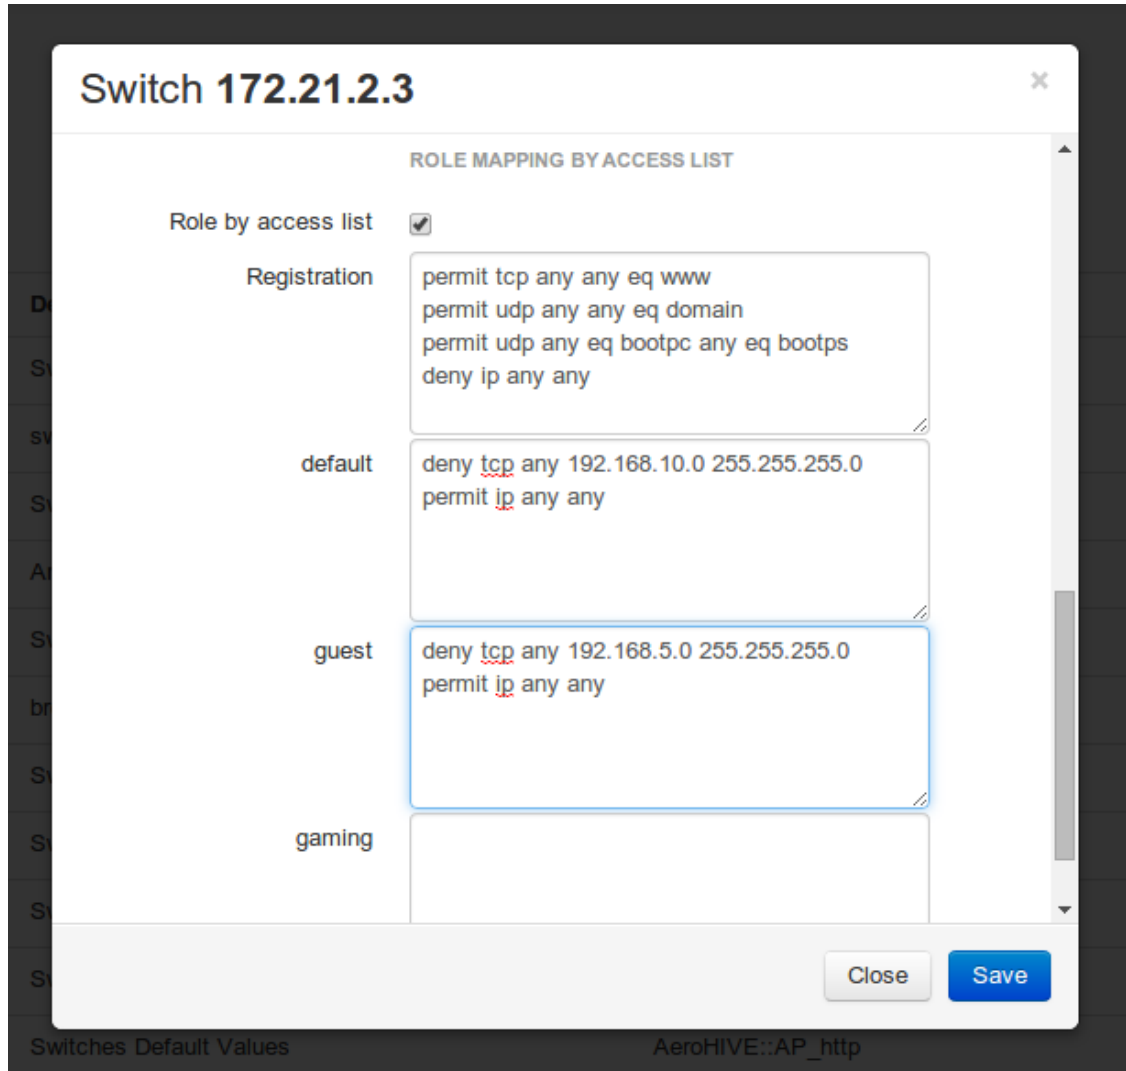 Switch 172.21.2.3
×
ROLE MAPPING BY ACCESS LIST
Role by access list
Registration
permit tcp any any eq www
permit udp any any eq domain
permit udp any eq bootpc any eq bootps
deny ip any any
default
deny tcp any 192.168.10.0 255.255.255.0
permit ip any any
guest
deny tcp any 192.168.5.0 255.255.255.0
permit ip any any
gaming
Close
Save
Switches Default Values
AeroHIVE::AP_http